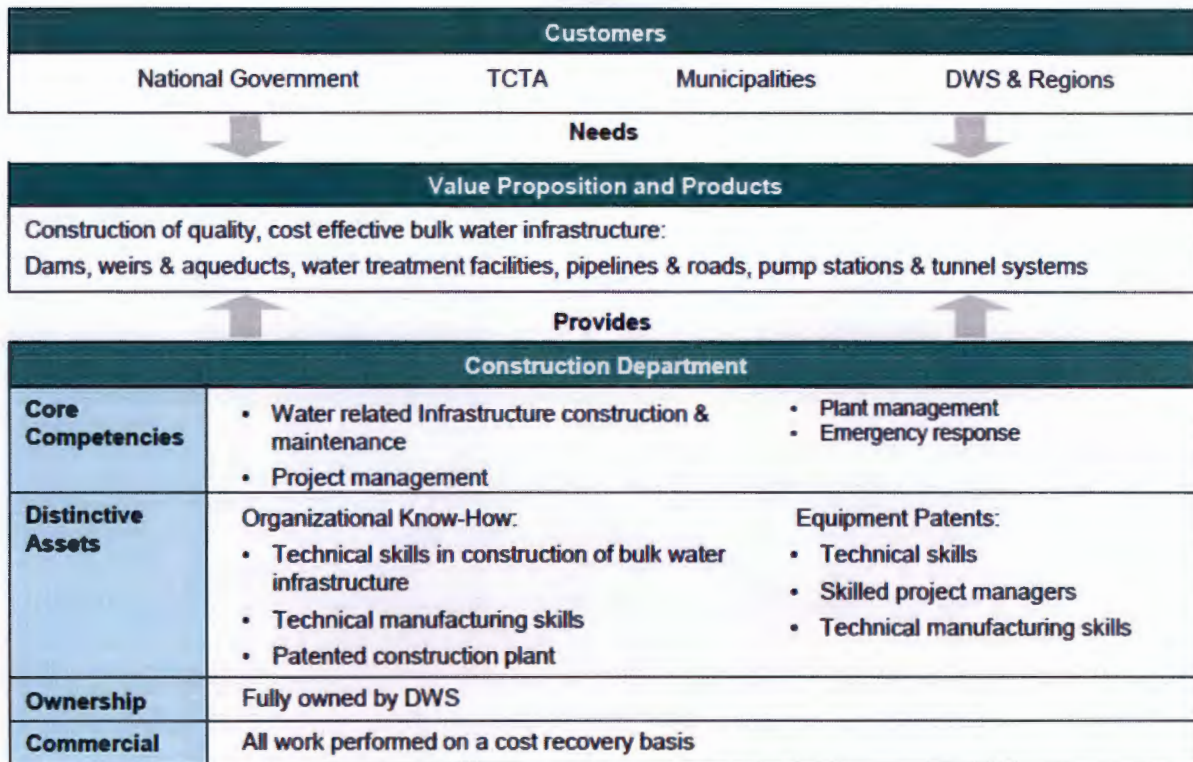 Customers
National Government TCTA Municipalities DWS & Regions
Needs
Value Proposition and Products
Construction of quality, cost effective bulk water infrastructure:
Dams, weirs & aqueducts, water treatment facilities, pipelines & roads, pump stations & tunnel systems
Provides
Construction Department
Core
Competencies
• Water related Infrastructure construction &
maintenance
• Project management
• Plant management
• Emergency response
Distinctive
Assets
Organizational Know-How:
• Technical skills in construction of bulk water
infrastructure
• Technical manufacturing skills
• Patented construction plant
Equipment Patents:
• Technical skills
• Skilled project managers
• Technical manufacturing skills
Ownership
Fully owned by DWS
Commercial
All work performed on a cost recovery basis